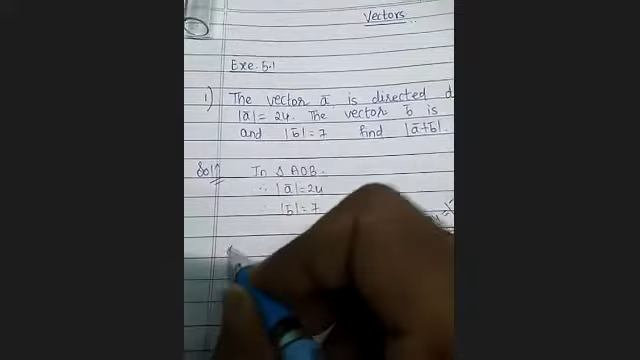 Vectors
Exe. 5.1
1) The vector a̅ is directed d
|a̅| = 24. The vector b̅ is
and |b̅| = 7 find |a̅+b̅|.
Solⁿ In Δ AOB.
∴ |a̅| = 24
|b̅| = 7